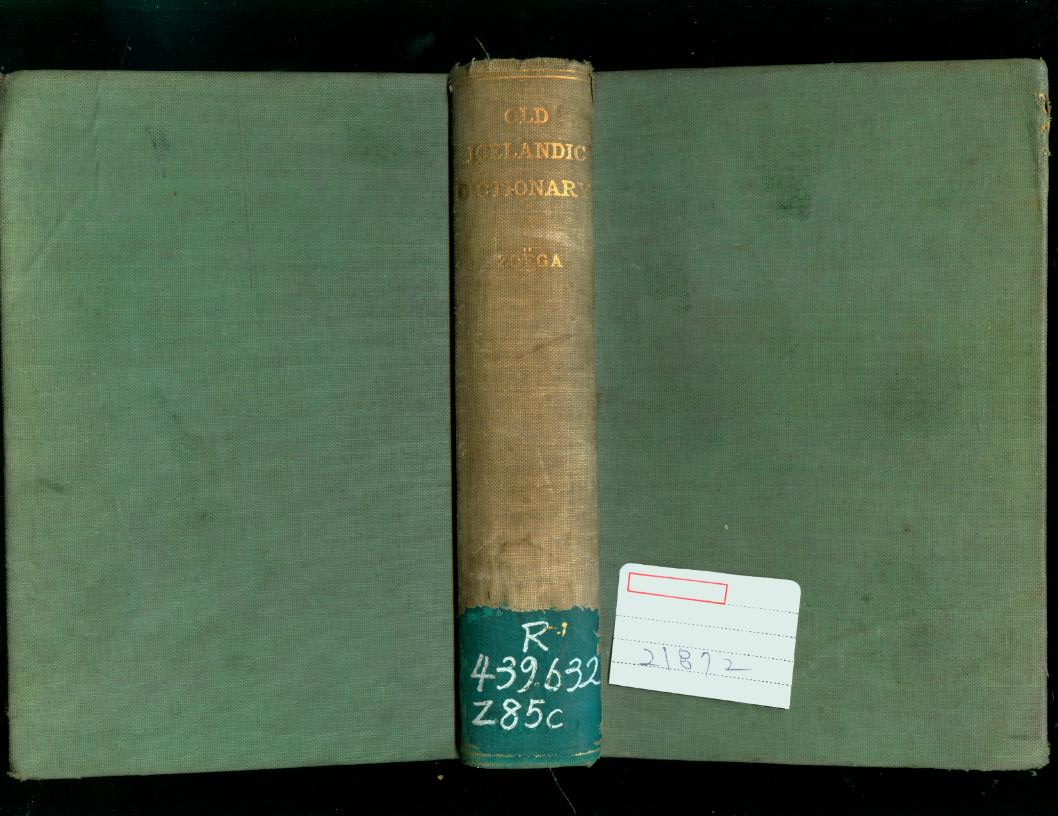 OLD
ICELANDIC
DICTIONARY
ZOËGA
R
439.632
Z85c
21872